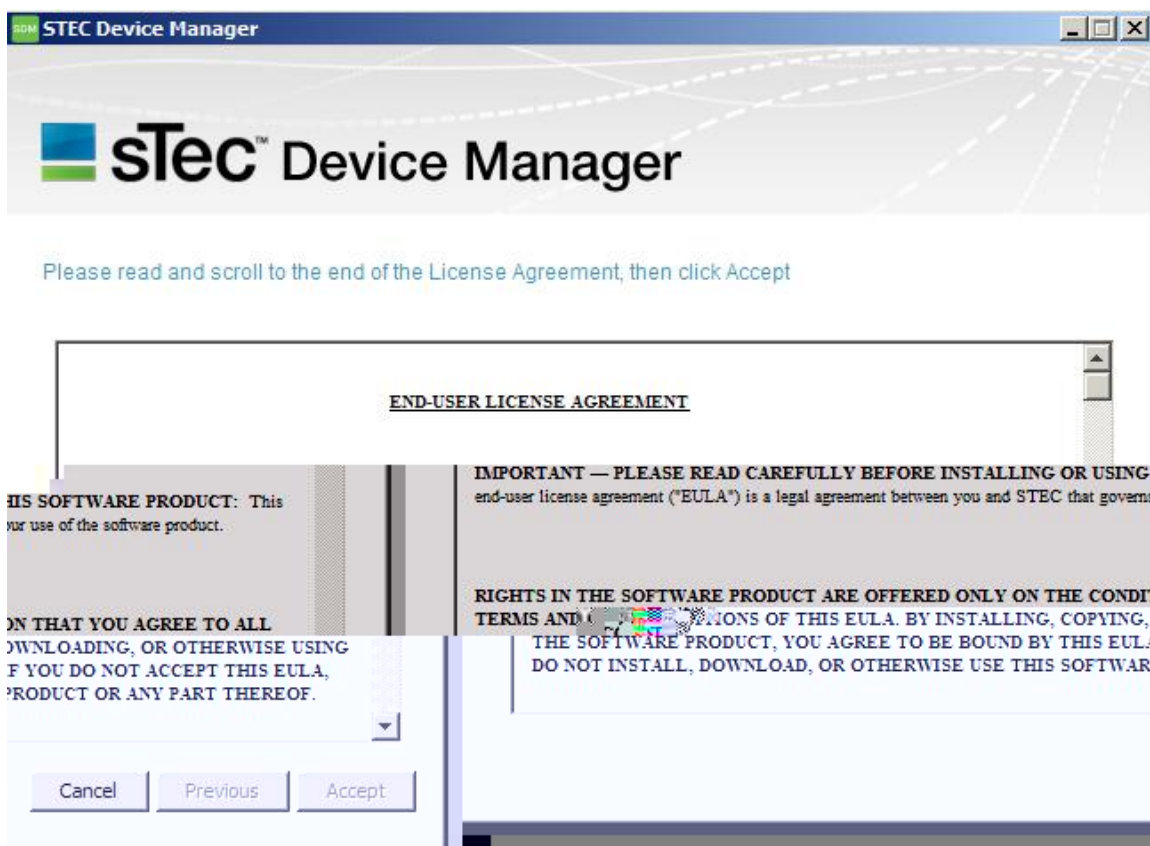 SDM STEC Device Manager
sTec™ Device Manager
Please read and scroll to the end of the License Agreement, then click Accept
END-USER LICENSE AGREEMENT
IMPORTANT — PLEASE READ CAREFULLY BEFORE INSTALLING OR USING
HIS SOFTWARE PRODUCT: This
end-user license agreement ("EULA") is a legal agreement between you and STEC that govern
our use of the software product.
RIGHTS IN THE SOFTWARE PRODUCT ARE OFFERED ONLY ON THE CONDI
ON THAT YOU AGREE TO ALL
TERMS AND IONS OF THIS EULA. BY INSTALLING, COPYING,
OWNLOADING, OR OTHERWISE USING
THE SOFTWARE PRODUCT, YOU AGREE TO BE BOUND BY THIS EULA
F YOU DO NOT ACCEPT THIS EULA,
DO NOT INSTALL, DOWNLOAD, OR OTHERWISE USE THIS SOFTWAR
PRODUCT OR ANY PART THEREOF.
Cancel Previous Accept